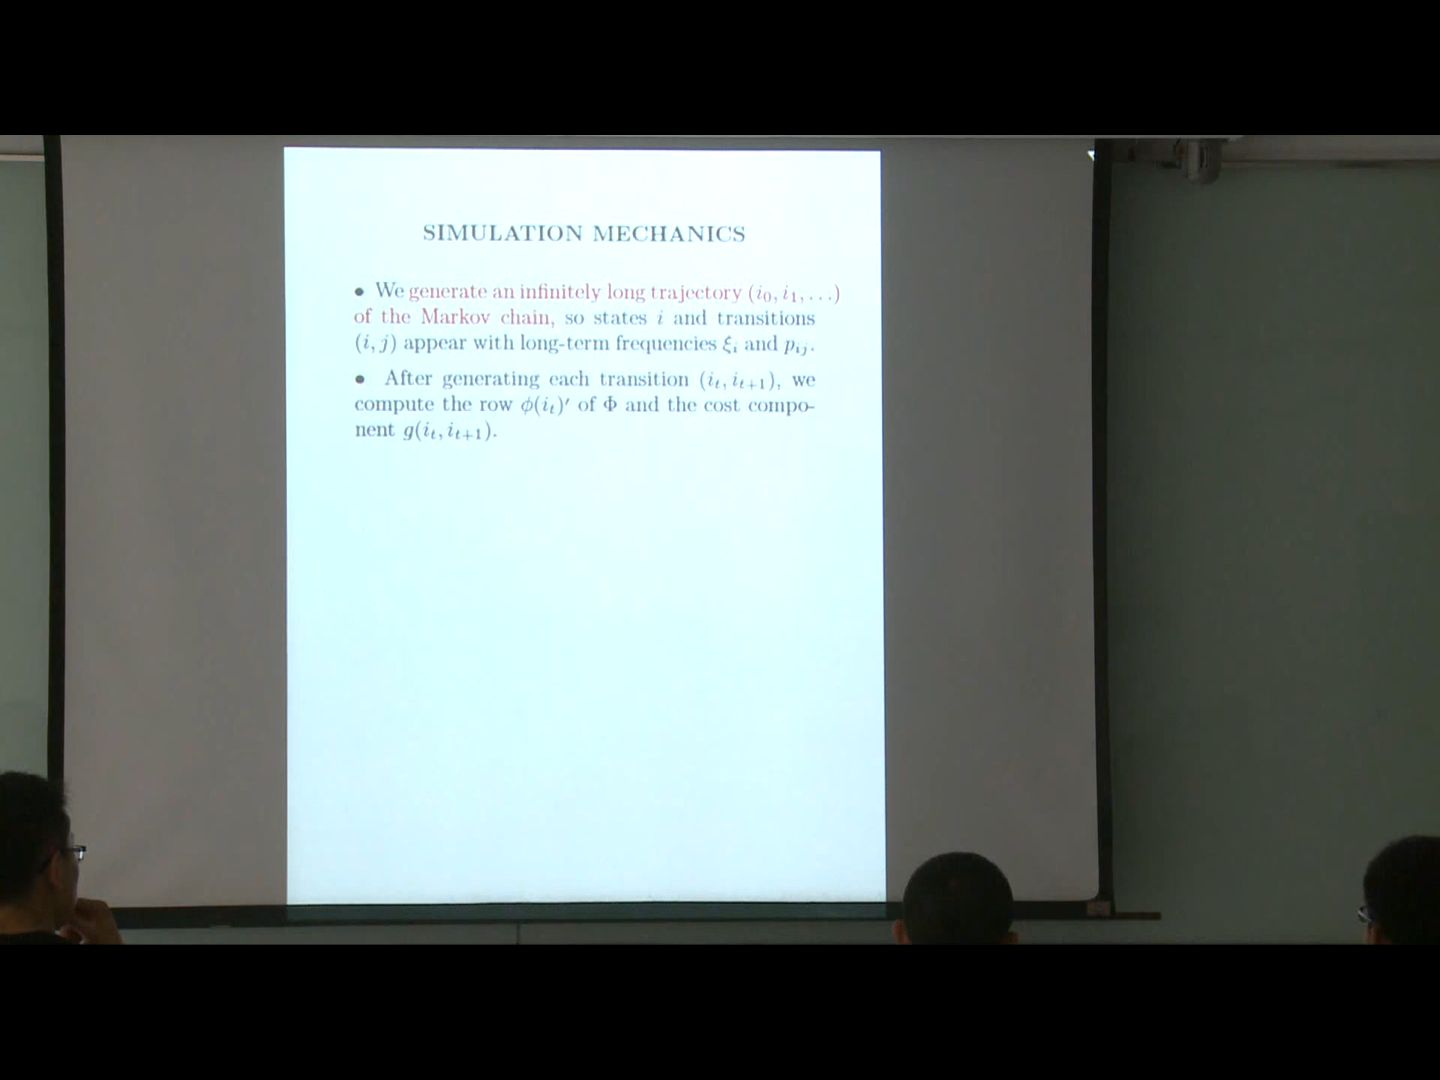 SIMULATION MECHANICS
• We generate an infinitely long trajectory (i₀, i₁, . . .)
of the Markov chain, so states i and transitions
(i, j) appear with long-term frequencies ξᵢ and pᵢⱼ.
• After generating each transition (iₜ, iₜ₊₁), we
compute the row ϕ(iₜ)′ of Φ and the cost compo-
nent g(iₜ, iₜ₊₁).